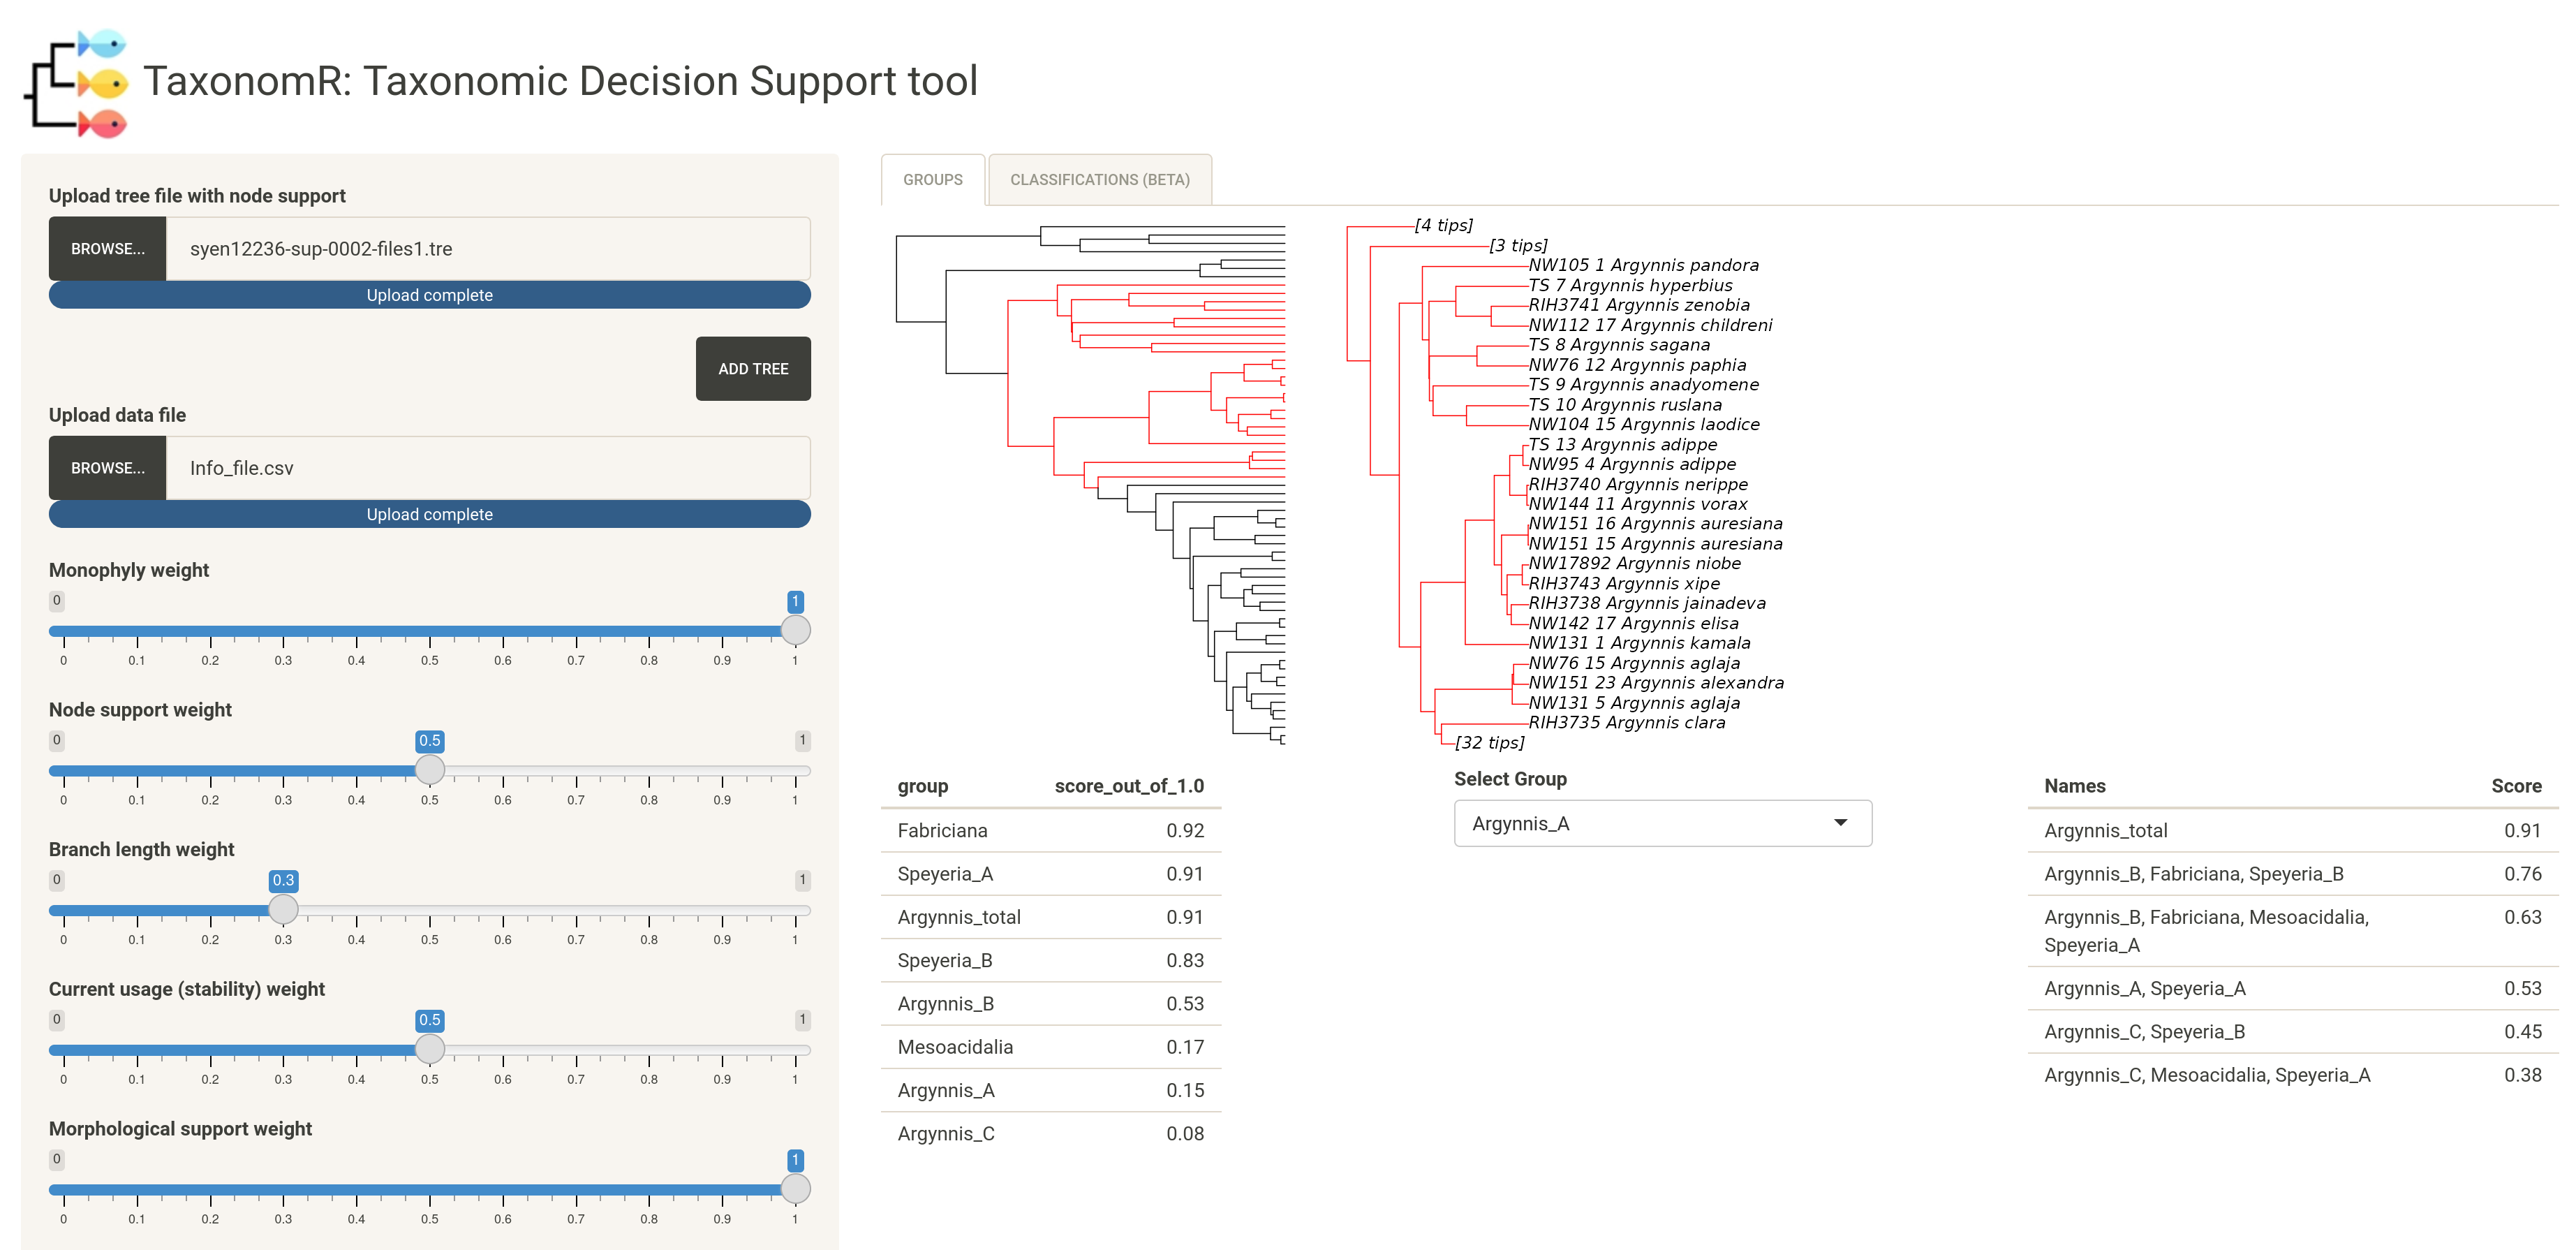 TaxonomR: Taxonomic Decision Support tool
Upload tree file with node support
BROWSE... syen12236-sup-0002-files1.tre
Upload complete
ADD TREE
Upload data file
BROWSE... Info_file.csv
Upload complete
Monophyly weight
0 1
0 0.1 0.2 0.3 0.4 0.5 0.6 0.7 0.8 0.9 1
Node support weight
0 0.5 1
0 0.1 0.2 0.3 0.4 0.5 0.6 0.7 0.8 0.9 1
Branch length weight
0 0.3 1
0 0.1 0.2 0.3 0.4 0.5 0.6 0.7 0.8 0.9 1
Current usage (stability) weight
0 0.5 1
0 0.1 0.2 0.3 0.4 0.5 0.6 0.7 0.8 0.9 1
Morphological support weight
0 1
0 0.1 0.2 0.3 0.4 0.5 0.6 0.7 0.8 0.9 1
GROUPS CLASSIFICATIONS (BETA)
[4 tips]
[3 tips]
NW105 1 Argynnis pandora
TS 7 Argynnis hyperbius
RIH3741 Argynnis zenobia
NW112 17 Argynnis childreni
TS 8 Argynnis sagana
NW76 12 Argynnis paphia
TS 9 Argynnis anadyomene
TS 10 Argynnis ruslana
NW104 15 Argynnis laodice
TS 13 Argynnis adippe
NW95 4 Argynnis adippe
RIH3740 Argynnis nerippe
NW144 11 Argynnis vorax
NW151 16 Argynnis auresiana
NW151 15 Argynnis auresiana
NW17892 Argynnis niobe
RIH3743 Argynnis xipe
RIH3738 Argynnis jainadeva
NW142 17 Argynnis elisa
NW131 1 Argynnis kamala
NW76 15 Argynnis aglaja
NW151 23 Argynnis alexandra
NW131 5 Argynnis aglaja
RIH3735 Argynnis clara
[32 tips]
group score_out_of_1.0
Fabriciana 0.92
Speyeria_A 0.91
Argynnis_total 0.91
Speyeria_B 0.83
Argynnis_B 0.53
Mesoacidalia 0.17
Argynnis_A 0.15
Argynnis_C 0.08
Select Group
Argynnis_A
Names Score
Argynnis_total 0.91
Argynnis_B, Fabriciana, Speyeria_B 0.76
Argynnis_B, Fabriciana, Mesoacidalia, 0.63
Speyeria_A
Argynnis_A, Speyeria_A 0.53
Argynnis_C, Speyeria_B 0.45
Argynnis_C, Mesoacidalia, Speyeria_A 0.38